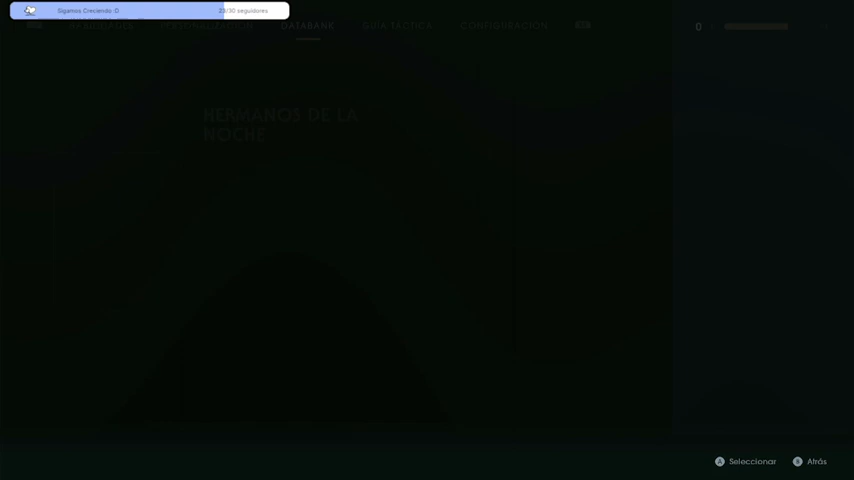 Sigamos Creciendo :D 23/30 seguidores
DATABANK GUÍA TÁCTICA CONFIGURACIÓN 0
HERMANOS DE LA
NOCHE
A Seleccionar B Atrás